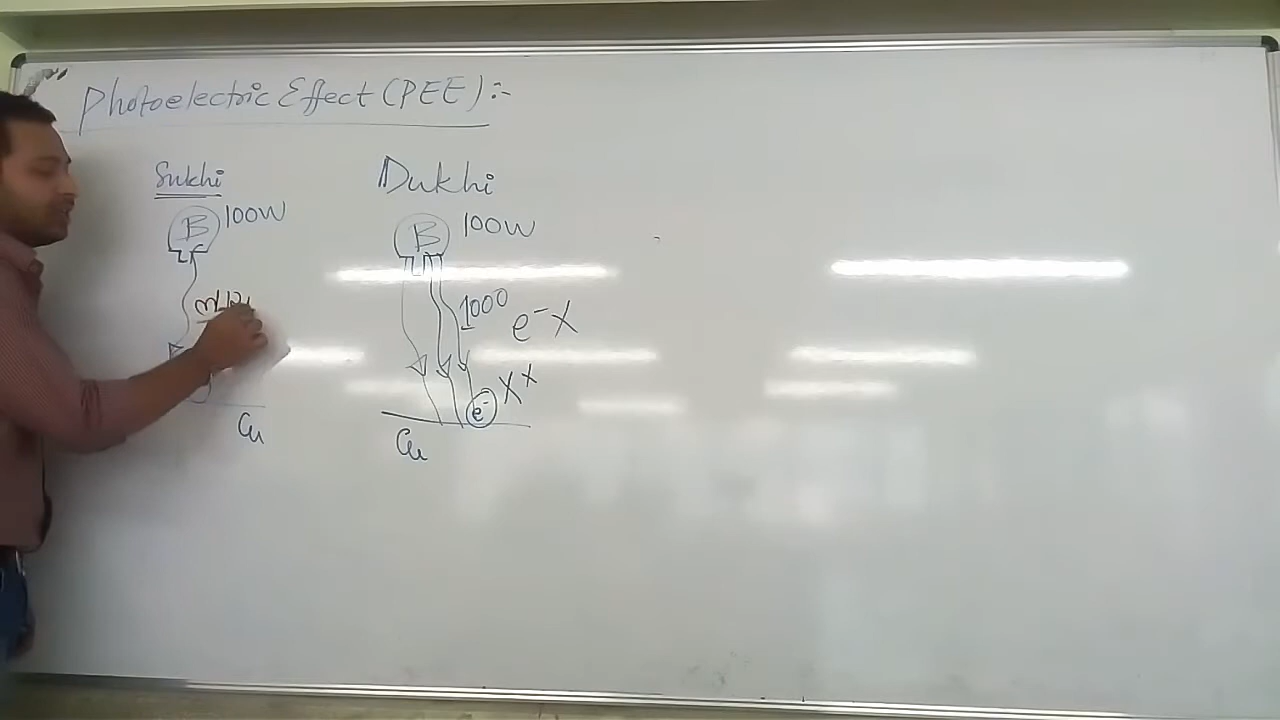 Photoelectric Effect (PEE) :-
Sukhi
B 100W
Cu
Dukhi
B 100W
1000
e⁻ X
e⁻ X X
Cu